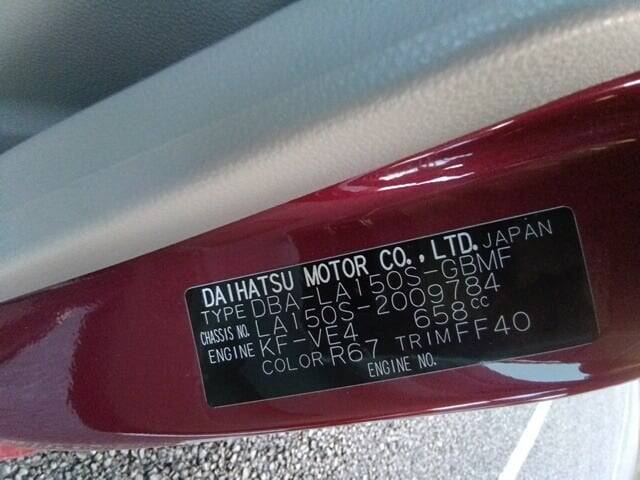 DAIHATSU MOTOR CO., LTD. JAPAN
TYPE DBA-LA150S-GBMF
CHASSIS NO. LA150S-2009784
ENGINE KF-VE4 658CC
COLOR R67 TRIM FF40
ENGINE NO.